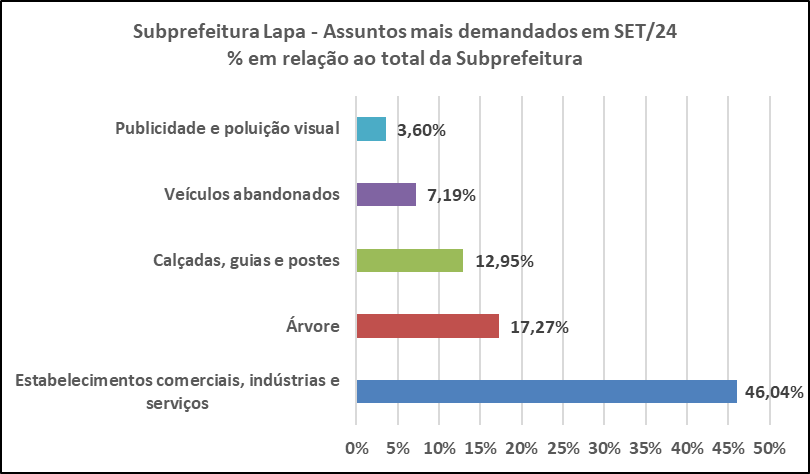 Subprefeitura Lapa - Assuntos mais demandados em SET/24
% em relação ao total da Subprefeitura
Publicidade e poluição visual
3,60%
Veículos abandonados
7,19%
Calçadas, guias e postes
12,95%
Árvore
17,27%
Estabelecimentos comerciais, indústrias e
serviços
46,04%
0% 5% 10% 15% 20% 25% 30% 35% 40% 45% 50%